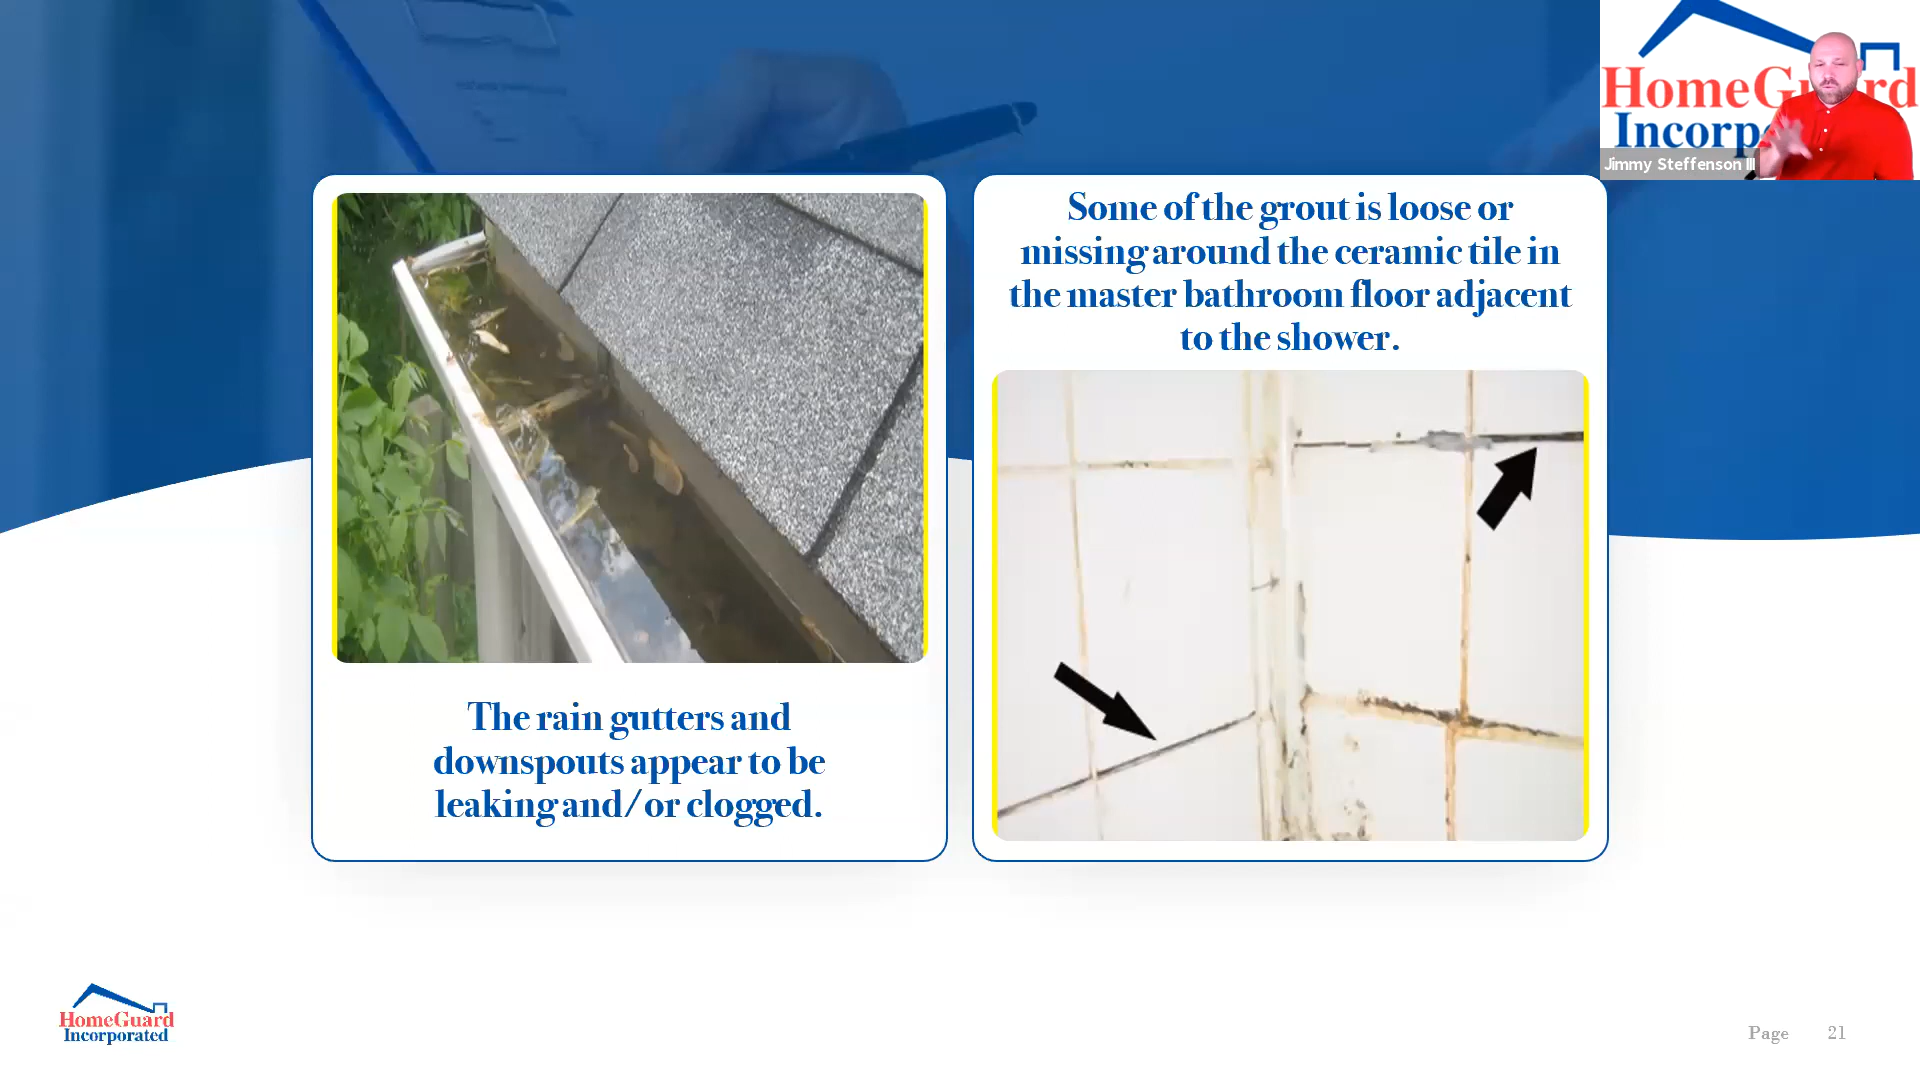 HomeGu rd
Incorp
Jimmy Steffenson III
The rain gutters and
downspouts appear to be
leaking and/or clogged.
Some of the grout is loose or
missing around the ceramic tile in
the master bathroom floor adjacent
to the shower.
HomeGuard
Incorporated
Page 21